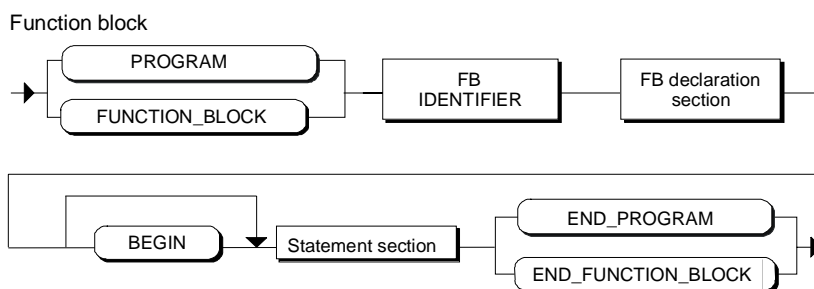 Function block
PROGRAM
FUNCTION_BLOCK
FB
IDENTIFIER
FB declaration
section
BEGIN
Statement section
END_PROGRAM
END_FUNCTION_BLOCK